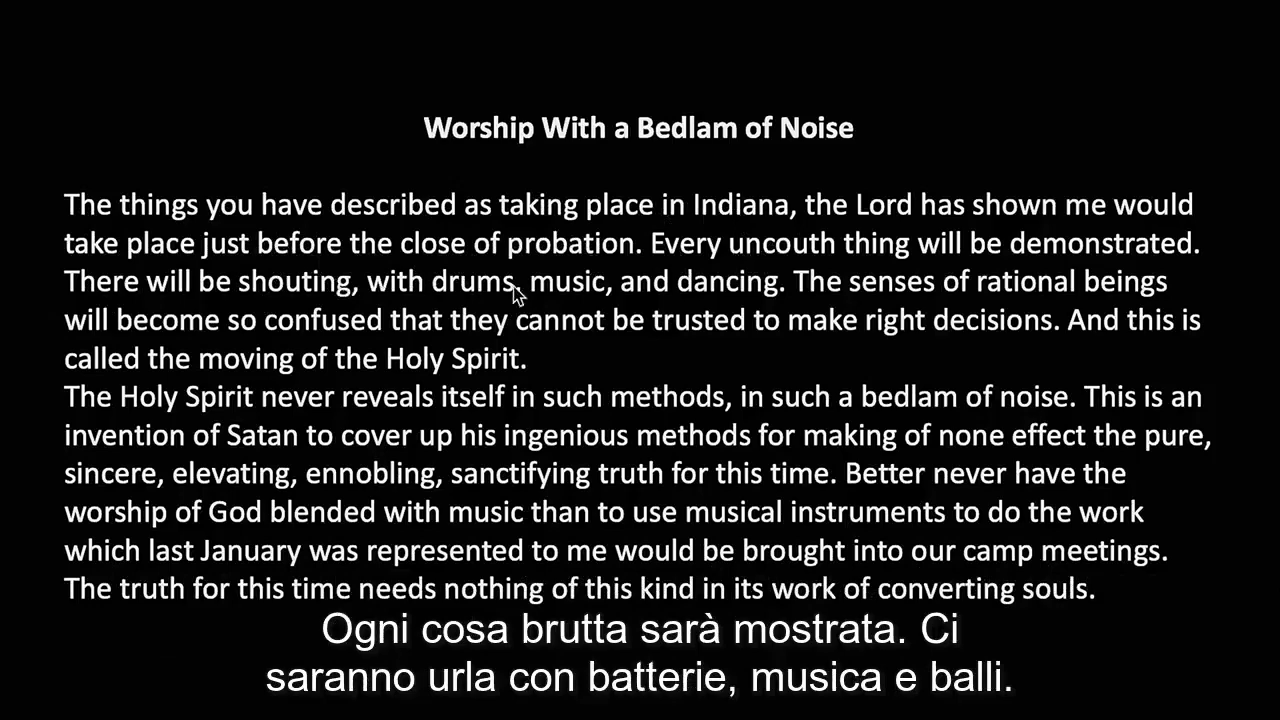 Worship With a Bedlam of Noise
The things you have described as taking place in Indiana, the Lord has shown me would
take place just before the close of probation. Every uncouth thing will be demonstrated.
There will be shouting, with drums, music, and dancing. The senses of rational beings
will become so confused that they cannot be trusted to make right decisions. And this is
called the moving of the Holy Spirit.
The Holy Spirit never reveals itself in such methods, in such a bedlam of noise. This is an
invention of Satan to cover up his ingenious methods for making of none effect the pure,
sincere, elevating, ennobling, sanctifying truth for this time. Better never have the
worship of God blended with music than to use musical instruments to do the work
which last January was represented to me would be brought into our camp meetings.
The truth for this time needs nothing of this kind in its work of converting souls.
Ogni cosa brutta sarà mostrata. Ci
saranno urla con batterie, musica e balli.